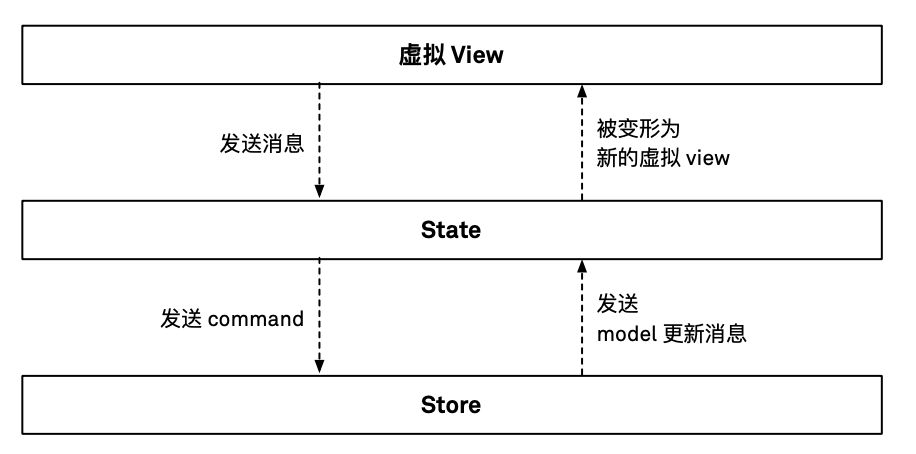 虚拟 View
发送消息
被变形为
新的虚拟 view
State
发送 command
发送
model 更新消息
Store